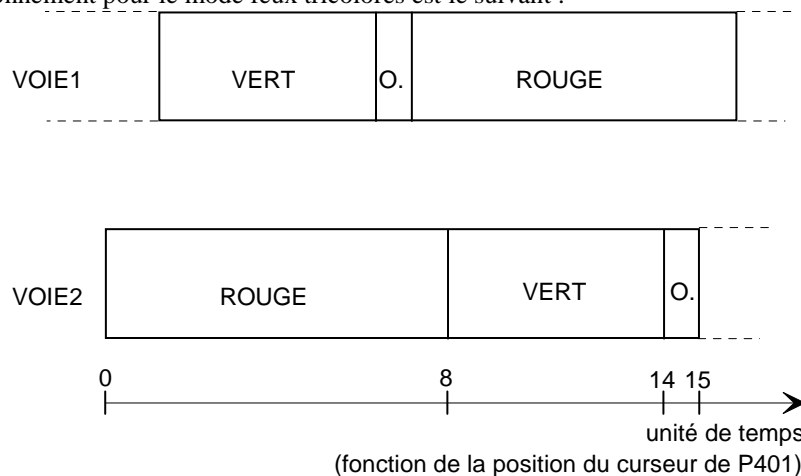 pour le mode feux tricolores est le suivant :
VOIE1 VERT O. ROUGE
VOIE2 ROUGE VERT O.
0 8 14 15
unité de temps
(fonction de la position du curseur de P401)